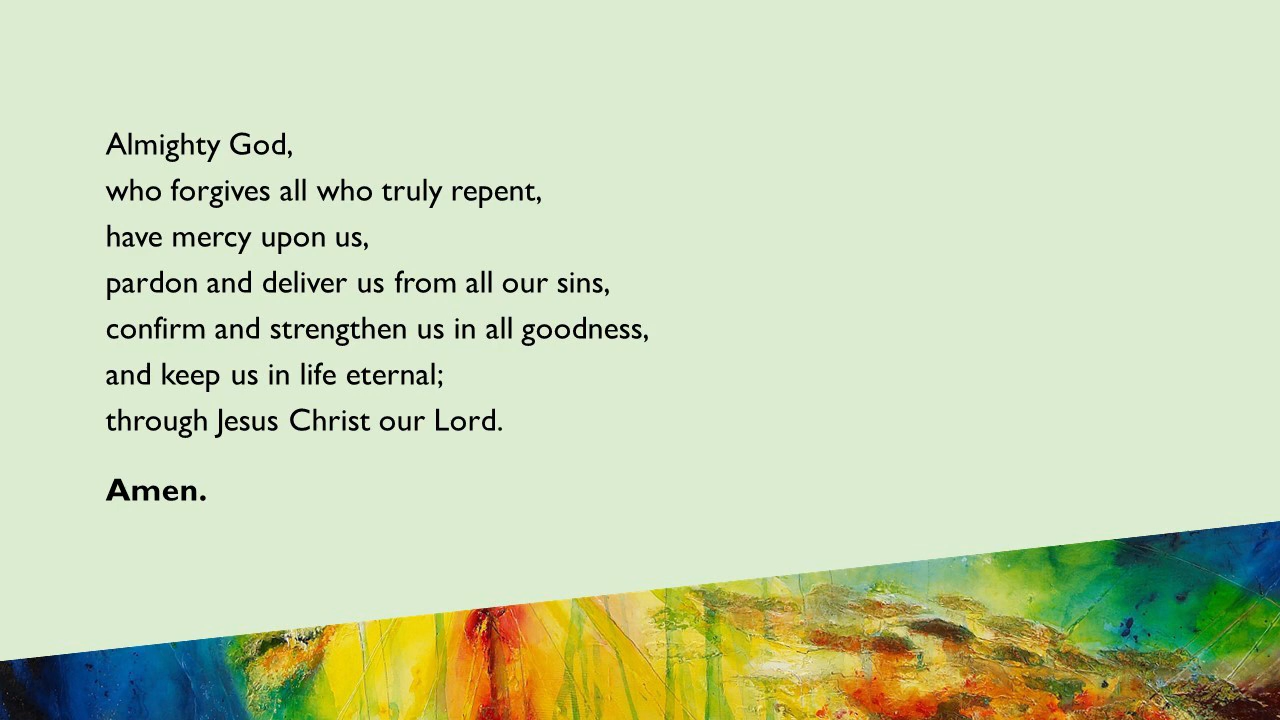 Almighty God,
who forgives all who truly repent,
have mercy upon us,
pardon and deliver us from all our sins,
confirm and strengthen us in all goodness,
and keep us in life eternal;
through Jesus Christ our Lord.
Amen.